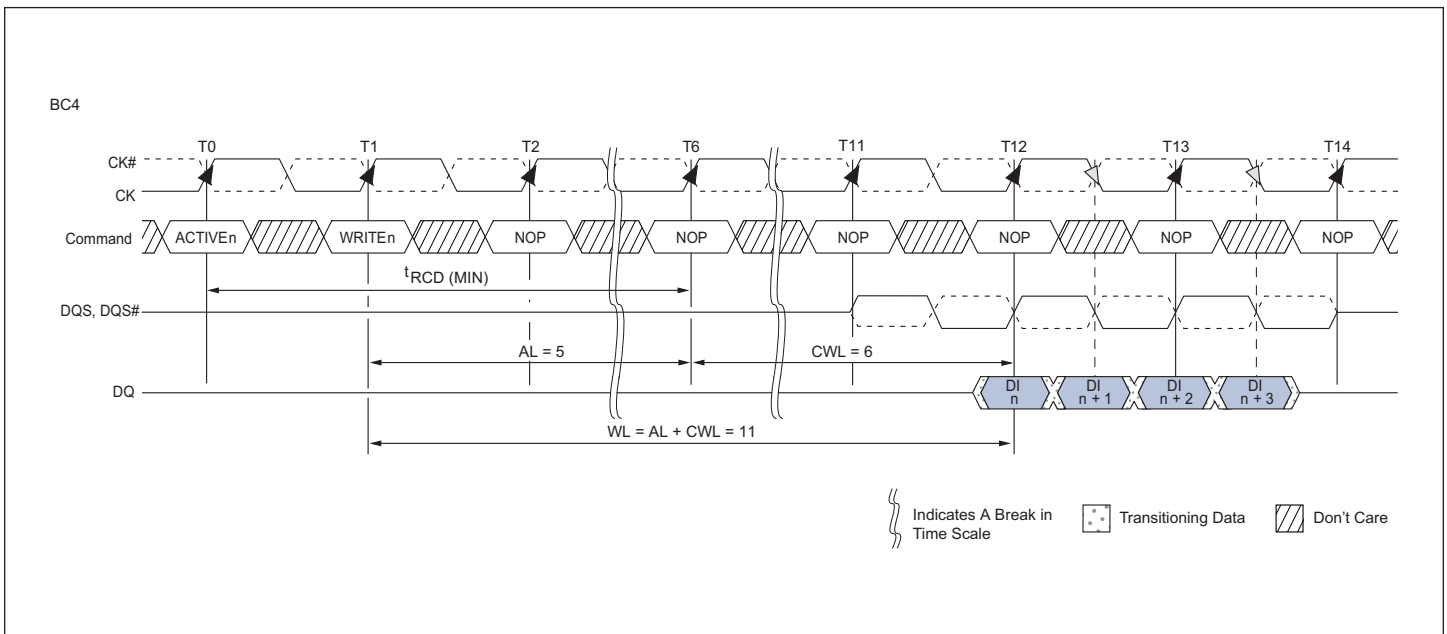 BC4
T0 T1 T2 T6 T11 T12 T13 T14
CK#
CK
Command ACTIVEn WRITEn NOP NOP NOP NOP NOP NOP
tRCD (MIN)
DQS, DQS#
AL = 5 CWL = 6
DQ DI n DI n + 1 DI n + 2 DI n + 3
WL = AL + CWL = 11
Indicates A Break in
Time Scale
Transitioning Data
Don't Care